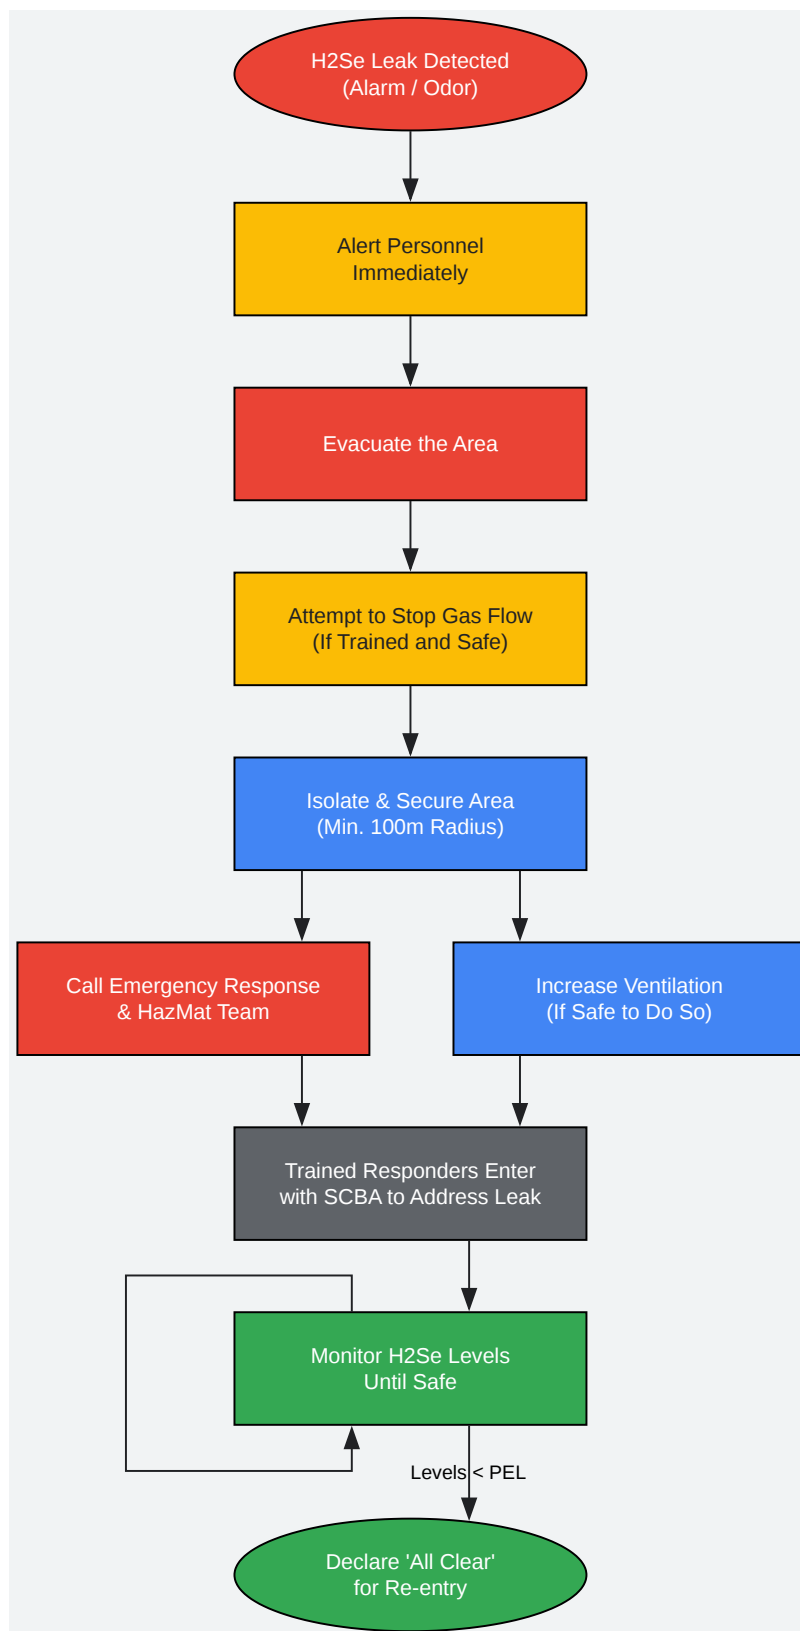 H2Se Leak Detected
(Alarm / Odor)
Alert Personnel
Immediately
Evacuate the Area
Attempt to Stop Gas Flow
(If Trained and Safe)
Isolate & Secure Area
(Min. 100m Radius)
Call Emergency Response
& HazMat Team
Increase Ventilation
(If Safe to Do So)
Trained Responders Enter
with SCBA to Address Leak
Monitor H2Se Levels
Until Safe
Levels < PEL
Declare 'All Clear'
for Re-entry